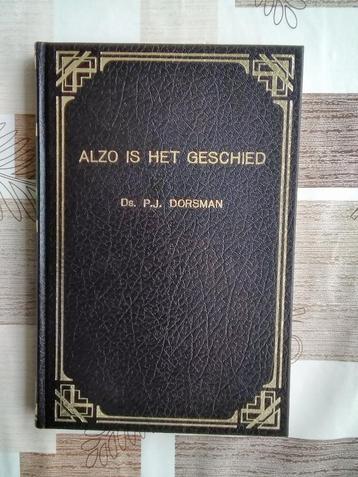 ALZO IS HET GESCHIED
Ds. P.J. DORSMAN